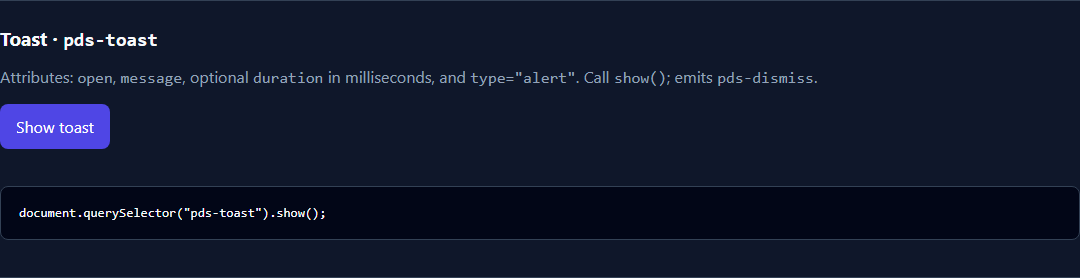 Toast · pds-toast
Attributes: open, message, optional duration in milliseconds, and type="alert". Call show(); emits pds-dismiss.
Show toast
document.querySelector("pds-toast").show();